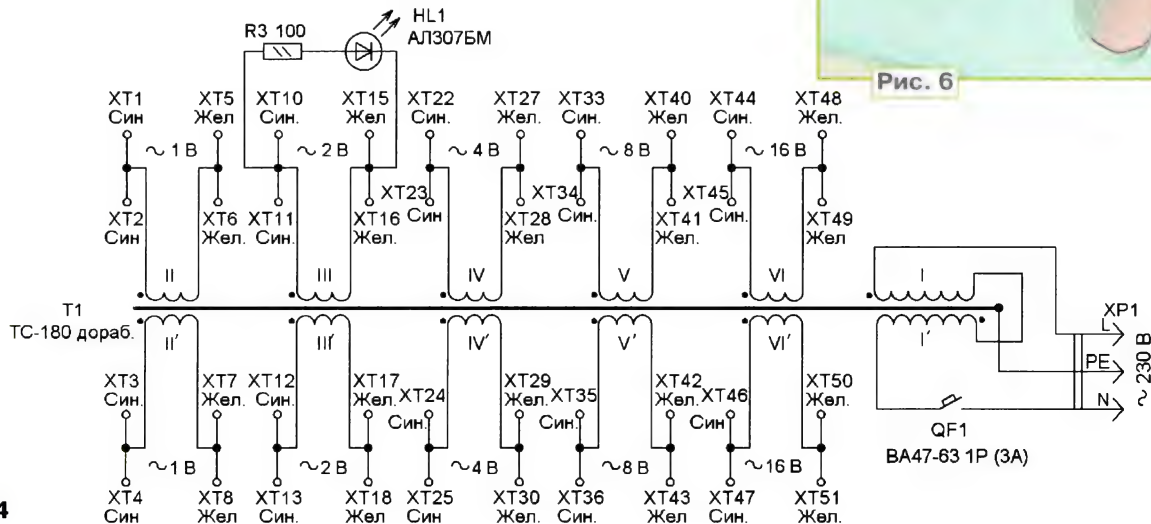 HL1
АЛ307БМ
R3 100
Рис. 6
XT1 XT5 XT10 XT15 XT22 XT27 XT33 XT40 XT44 XT48
Син Жел Син. Жел Син. Жел. Син. Жел Син. Жел.
~ 1 В ~ 2 В ~ 4 В ~ 8 В ~ 16 В
XT23 XT34 XT45
Син Син. Син.
XT2 XT6 XT11 XT16 XT28 XT41 XT49
Син Жел. Син. Жел. Жел Жел. Жел
II III IV V VI I
T1
ТС-180 дораб.
II' III' IV' V' VI' I'
XP1
L
PE
N
~ 230 В
XT3 XT7 XT12 XT17 XT24 XT29 XT35 XT42 XT46 XT50
Син. Жел. Син. Жел. Син. Жел. Син. Жел. Син Жел.
QF1
ВА47-63 1Р (3А)
~1 В ~2 В ~4 В ~8 В ~16 В
XT4 XT8 XT13 XT18 XT25 XT30 XT36 XT43 XT47 XT51
Син Жел Син. Жел Син Жел. Син. Жел Син. Жел
4